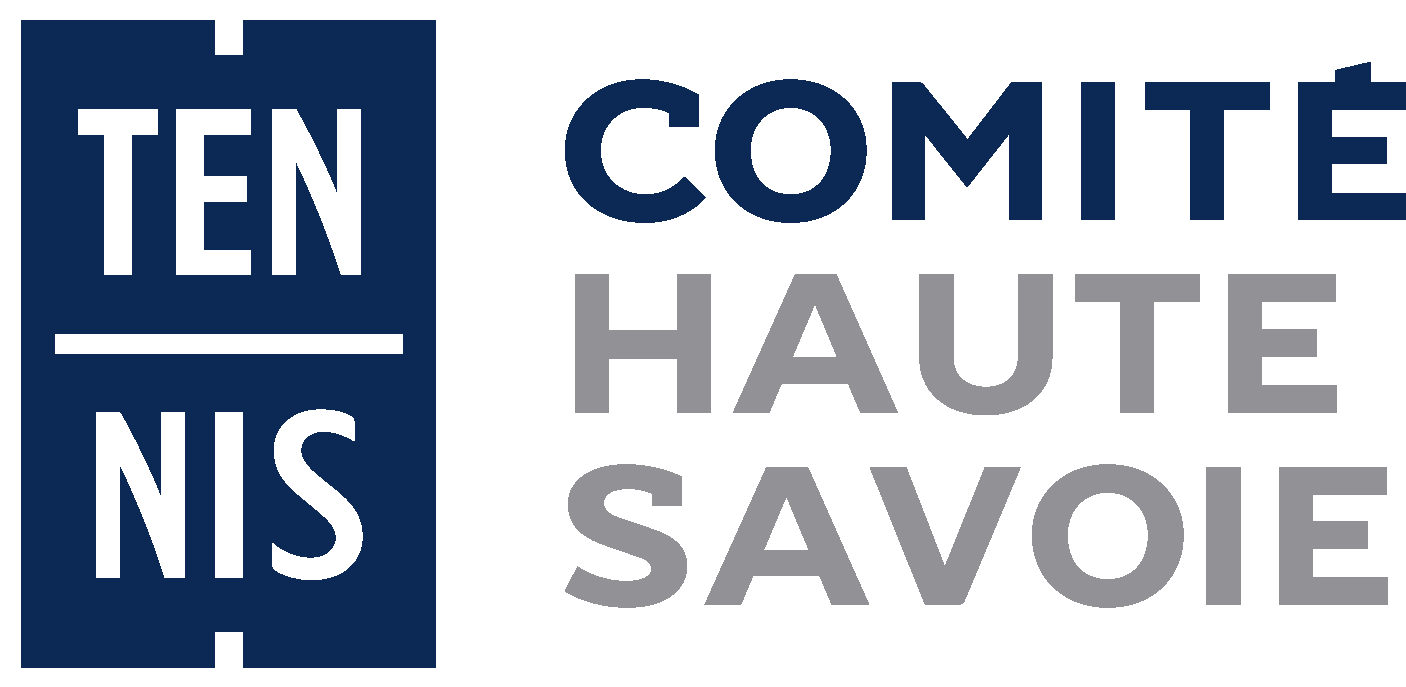 TEN
NIS
COMITÉ
HAUTE
SAVOIE